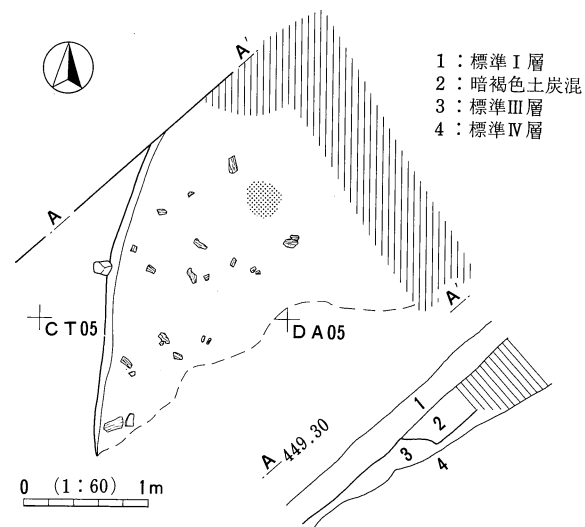 A
A'
1：標準Ⅰ層
2：暗褐色土炭混
3：標準Ⅲ層
4：標準Ⅳ層
CT05
DA05
A'
A 449.30
1
2
3
4
0 (1:60) 1m